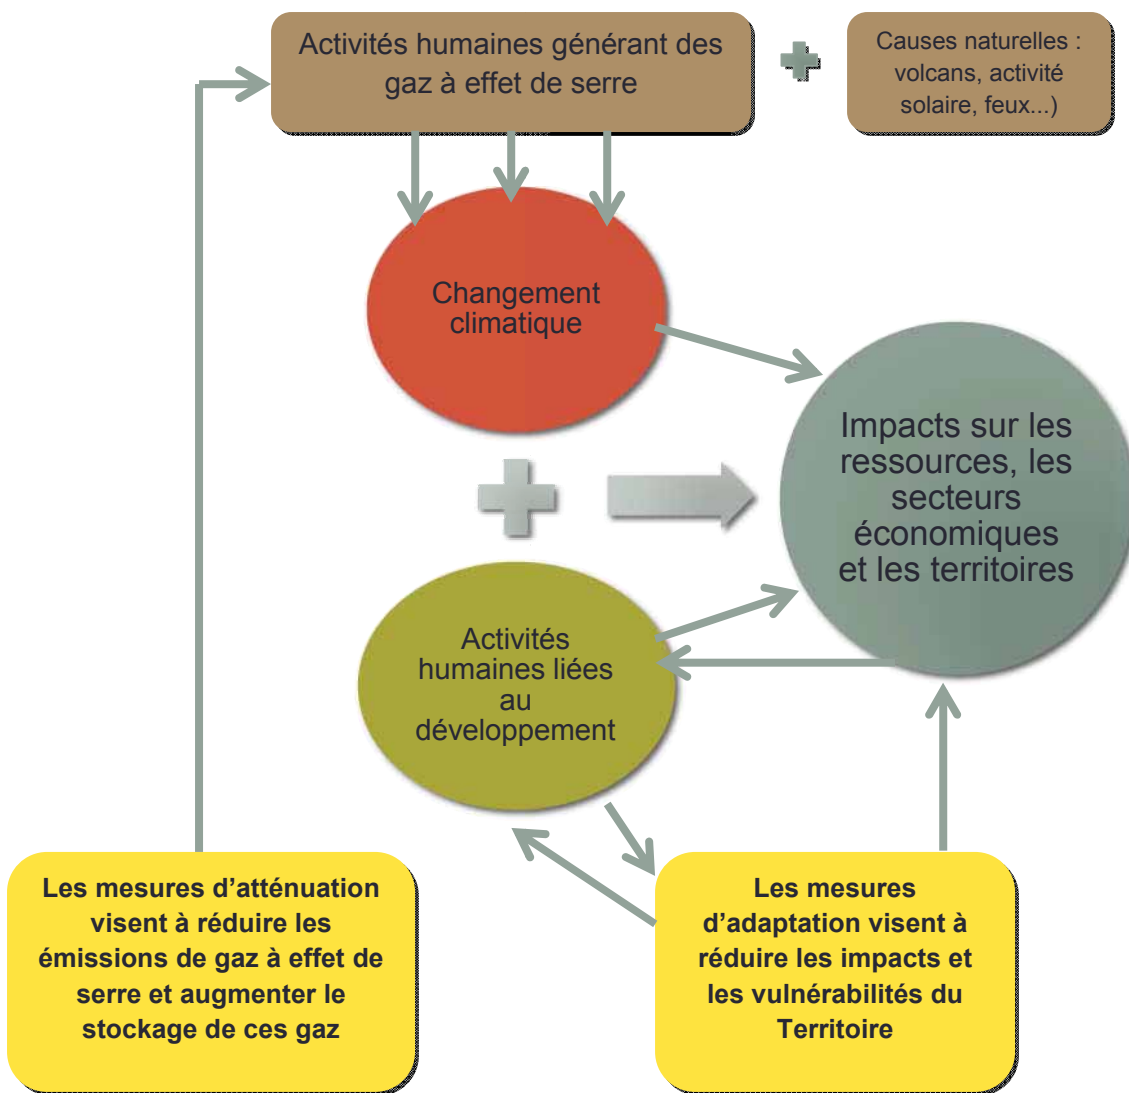 Activités humaines générant des
gaz à effet de serre
Causes naturelles :
volcans, activité
solaire, feux...)
Changement
climatique
Impacts sur les
ressources, les
secteurs
économiques
et les territoires
Activités
humaines liées
au
développement
Les mesures d'atténuation
visent à réduire les
émissions de gaz à effet de
serre et augmenter le
stockage de ces gaz
Les mesures
d'adaptation visent à
réduire les impacts et
les vulnérabilités du
Territoire